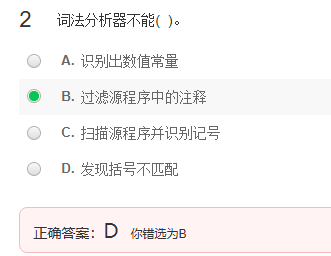 2 词法分析器不能( )。
A. 识别出数值常量
B. 过滤源程序中的注释
C. 扫描源程序并识别记号
D. 发现括号不匹配
正确答案：D 你错选为B